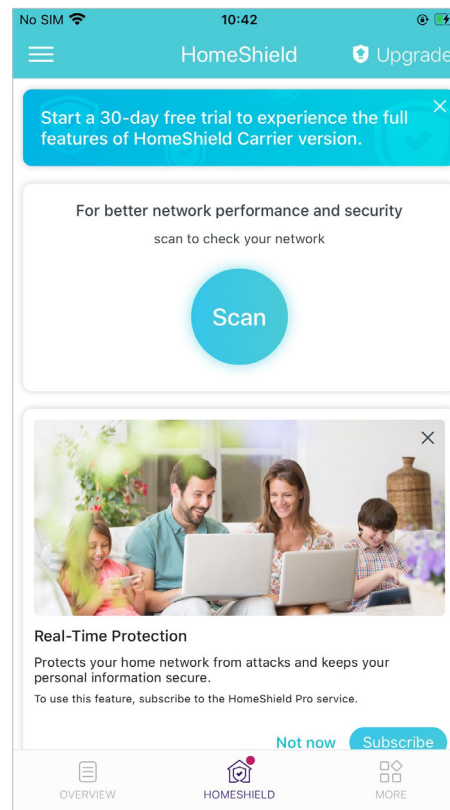 No SIM 10:42
HomeShield Upgrade
Start a 30-day free trial to experience the full
features of HomeShield Carrier version.
For better network performance and security
scan to check your network
Scan
Real-Time Protection
Protects your home network from attacks and keeps your
personal information secure.
To use this feature, subscribe to the HomeShield Pro service.
Not now Subscribe
OVERVIEW HOMESHIELD MORE